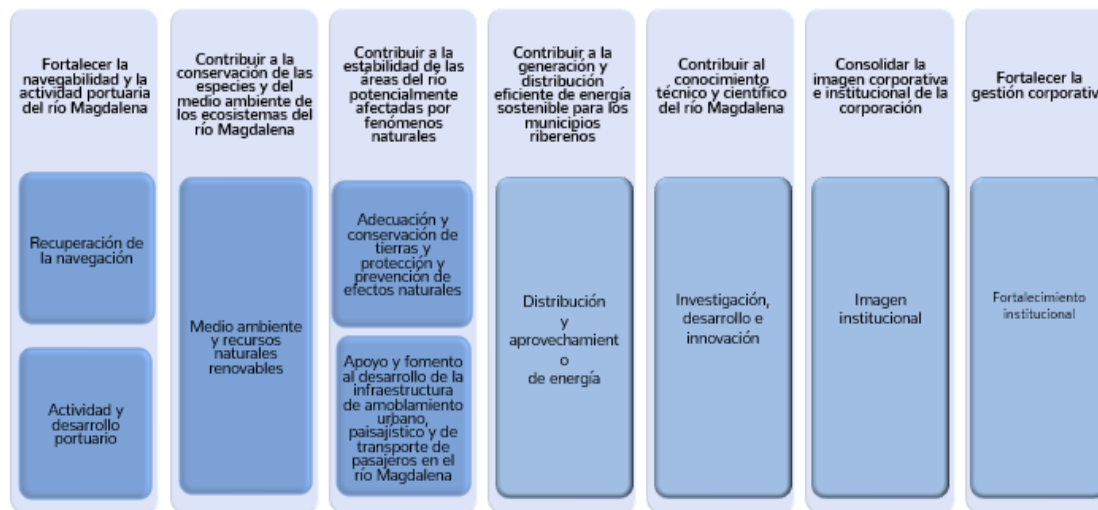 Fortalecer la
navegabilidad y la
actividad portuaria
del río Magdalena
Contribuir a la
conservación de las
especies y del
medio ambiente de
los ecosistemas del
río Magdalena
Contribuir a la
estabilidad de las
áreas del río
potencialmente
afectadas por
fenómenos
naturales
Contribuir a la
generación y
distribución
eficiente de energía
sostenible para los
municipios
ribereños
Contribuir al
conocimiento
técnico y científico
del río Magdalena
Consolidar la
imagen corporativa
e institucional de la
corporación
Fortalecer la
gestión corporativ
Recuperación de
la navegación
Actividad y
desarrollo
portuario
Medio ambiente
y recursos
naturales
renovables
Adecuación y
conservación de
tierras y
protección y
prevención de
efectos naturales
Apoyo y fomento
al desarrollo de la
infraestructura
de amoblamiento
urbano,
paisajístico y de
transporte de
pasajeros en el
río Magdalena
Distribución
y
aprovechamient
o
de energía
Investigación,
desarrollo e
innovación
Imagen
institucional
Fortalecimiento
institucional